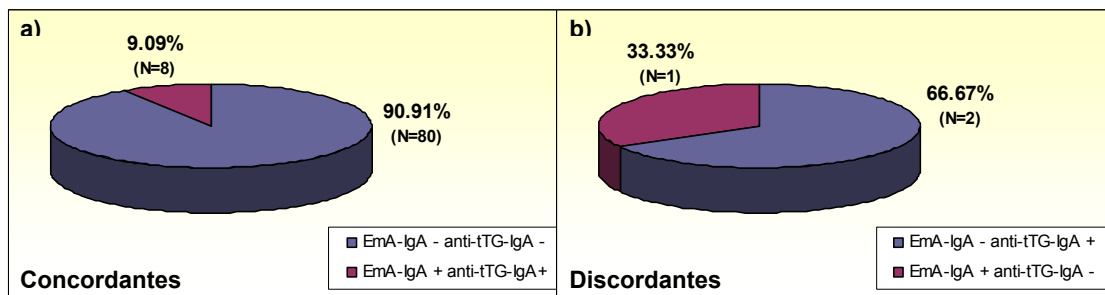 a)
9.09%
(N=8)
90.91%
(N=80)
EmA-IgA - anti-tTG-IgA -
EmA-IgA + anti-tTG-IgA+
Concordantes
b)
33.33%
(N=1)
66.67%
(N=2)
EmA-IgA - anti-tTG-IgA +
EmA-IgA + anti-tTG-IgA -
Discordantes